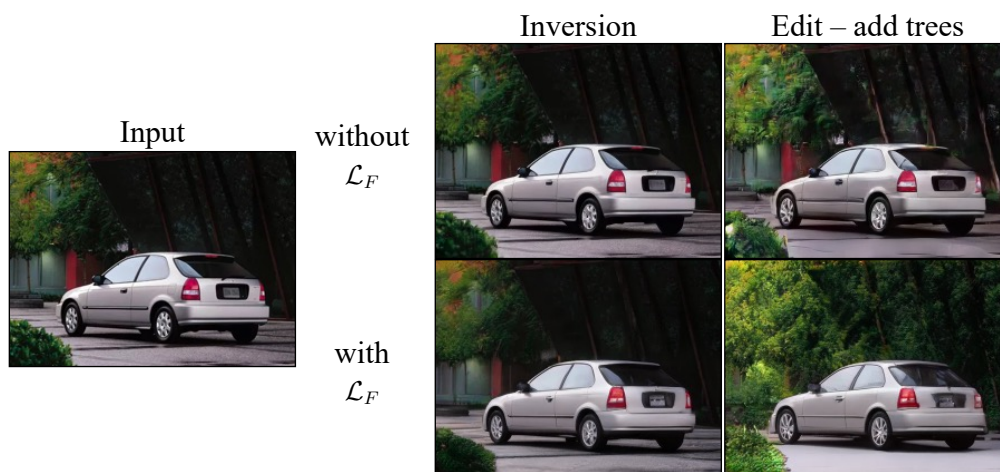 Inversion
Edit – add trees
Input
without
ℒ_F
with
ℒ_F